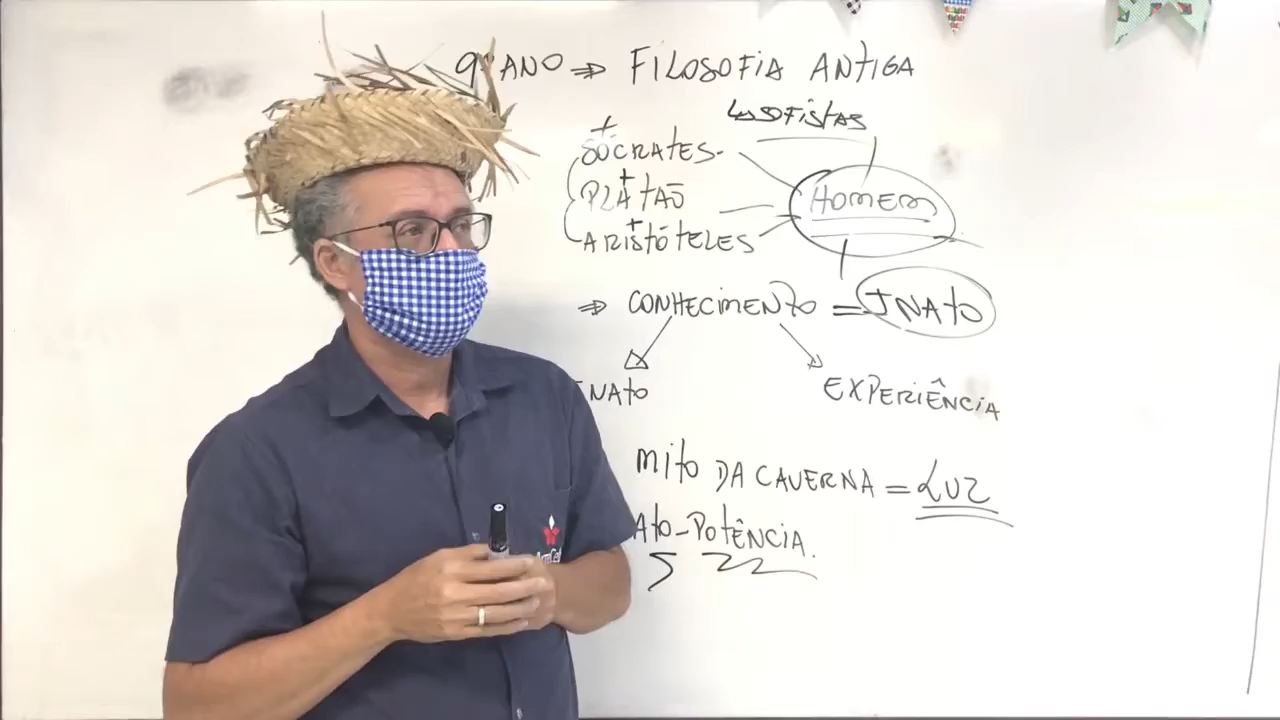 9º ANO ⇒ FILOSOFIA ANTIGA
SOFISTAS
SÓCRATES
PLATÃO
ARISTÓTELES
HOMEM
⇒ CONHECIMENTO = INATO
NATO
EXPERIÊNCIA
MITO DA CAVERNA = LUZ
ATO-POTÊNCIA.